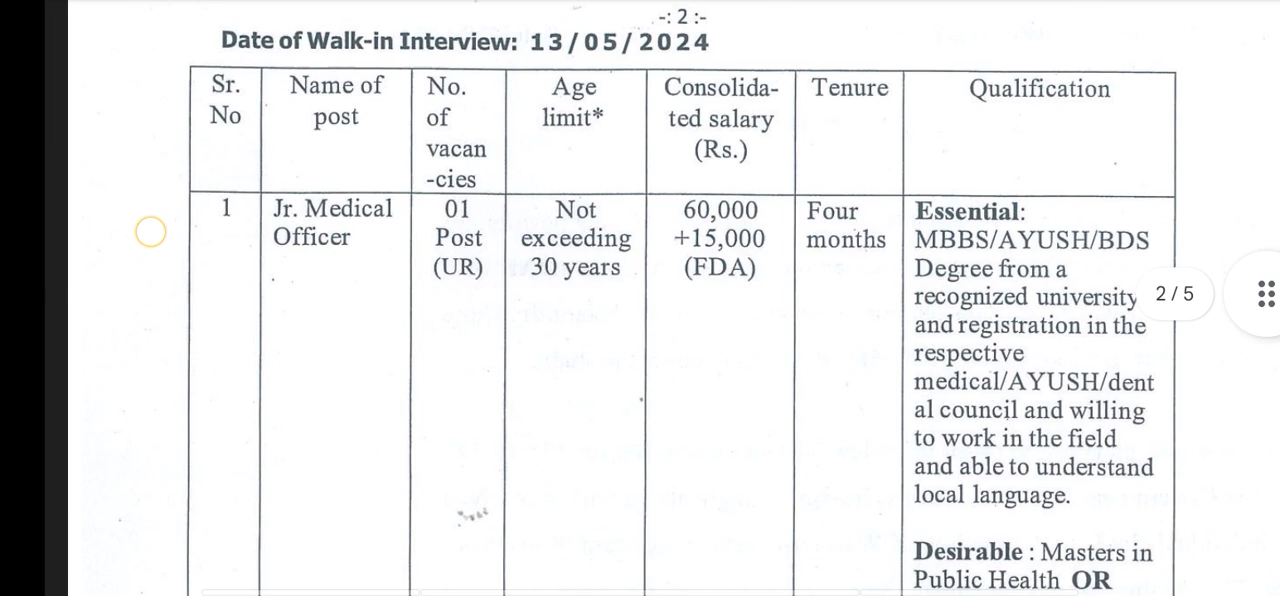 -: 2 :-
Date of Walk-in Interview: 13/05/2024
Sr. No
Name of post
No. of vacan -cies
Age limit*
Consolida- ted salary (Rs.)
Tenure
Qualification
1
Jr. Medical Officer
01 Post (UR)
Not exceeding 30 years
60,000 +15,000 (FDA)
Four months
Essential:
MBBS/AYUSH/BDS
Degree from a
recognized university
and registration in the
respective
medical/AYUSH/dent
al council and willing
to work in the field
and able to understand
local language.
Desirable : Masters in
Public Health OR
2 / 5